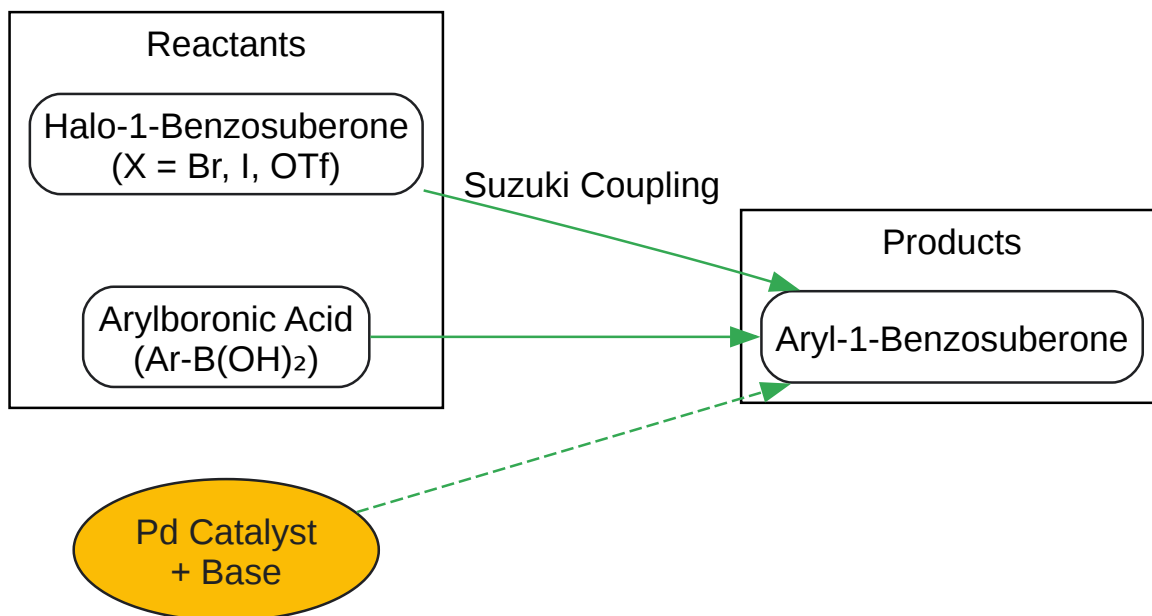 Reactants
Halo-1-Benzosuberone
(X = Br, I, OTf)
Suzuki Coupling
Arylboronic Acid
(Ar-B(OH)₂)
Products
Aryl-1-Benzosuberone
Pd Catalyst
+ Base